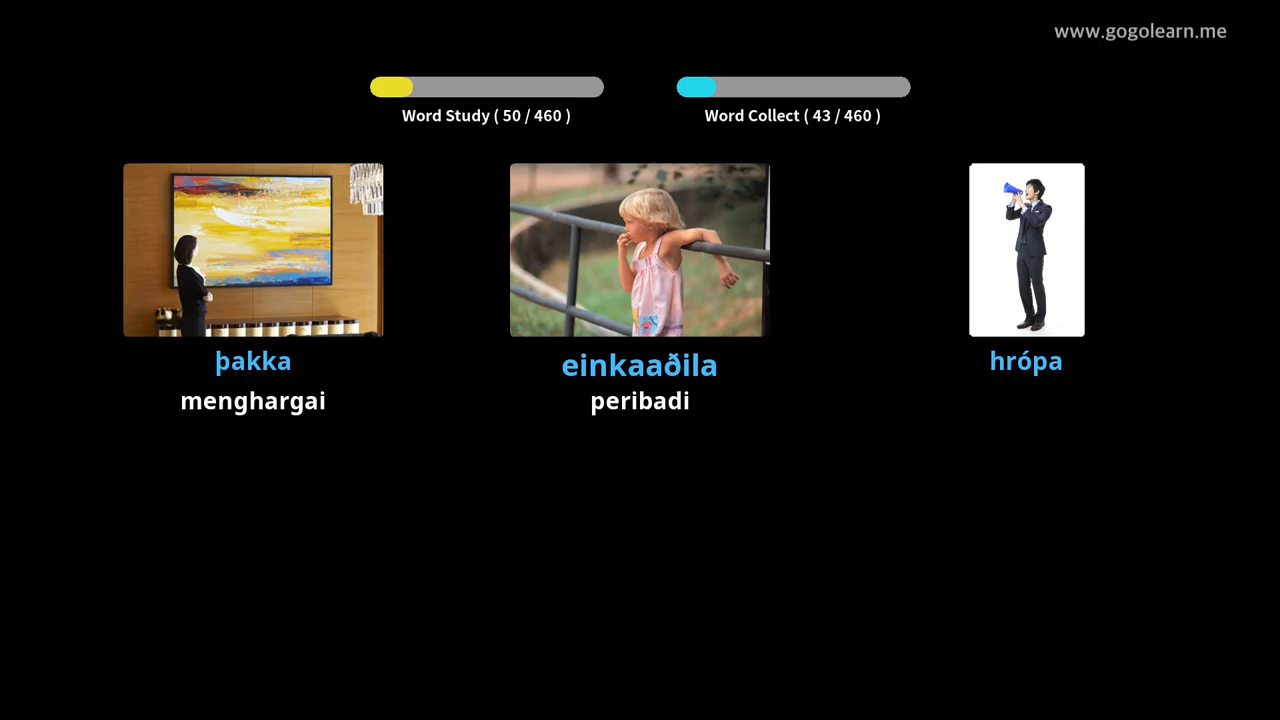 www.gogolearn.me
Word Study ( 50 / 460 )
Word Collect ( 43 / 460 )
þakka
menghargai
einkaaðila
peribadi
hrópa